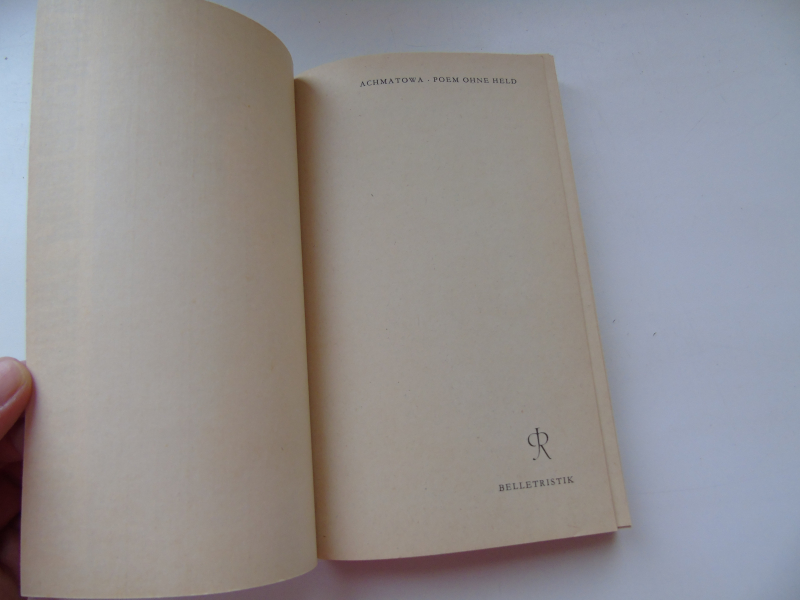 ACHMATOWA · POEM OHNE HELD
R
BELLETRISTIK